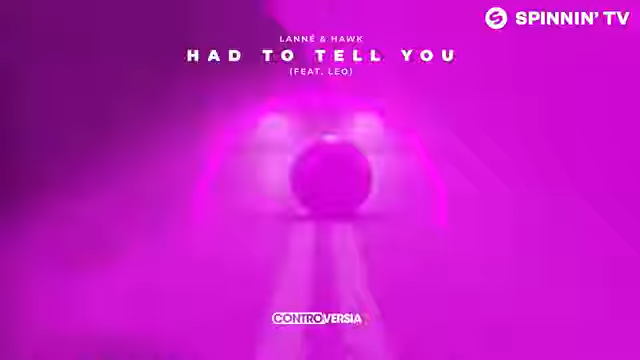 SPINNIN' TV
LANNÉ & HAWK
HAD TO TELL YOU
(FEAT. LEO)
CONTROVERSIA